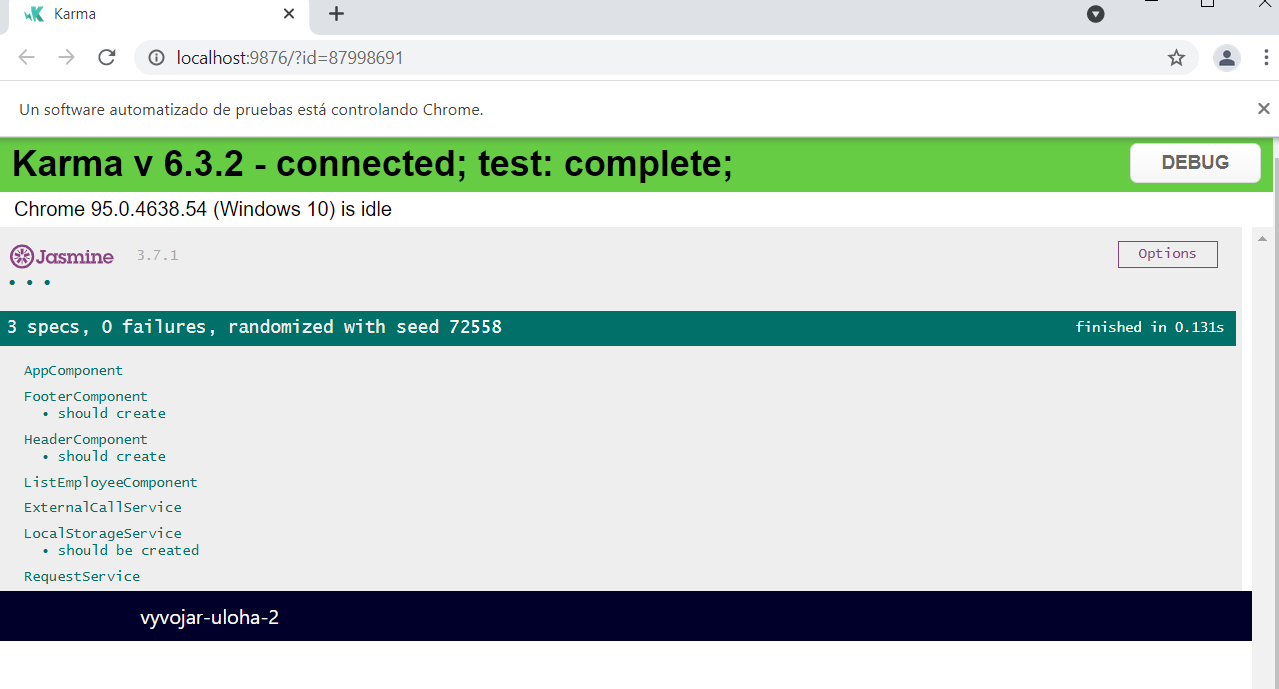 Karma
localhost:9876/?id=87998691
Un software automatizado de pruebas está controlando Chrome.
Karma v 6.3.2 - connected; test: complete;
DEBUG
Chrome 95.0.4638.54 (Windows 10) is idle
Jasmine 3.7.1
Options
• • •
3 specs, 0 failures, randomized with seed 72558
finished in 0.131s
AppComponent
FooterComponent
• should create
HeaderComponent
• should create
ListEmployeeComponent
ExternalCallService
LocalStorageService
• should be created
RequestService
vyvojar-uloha-2